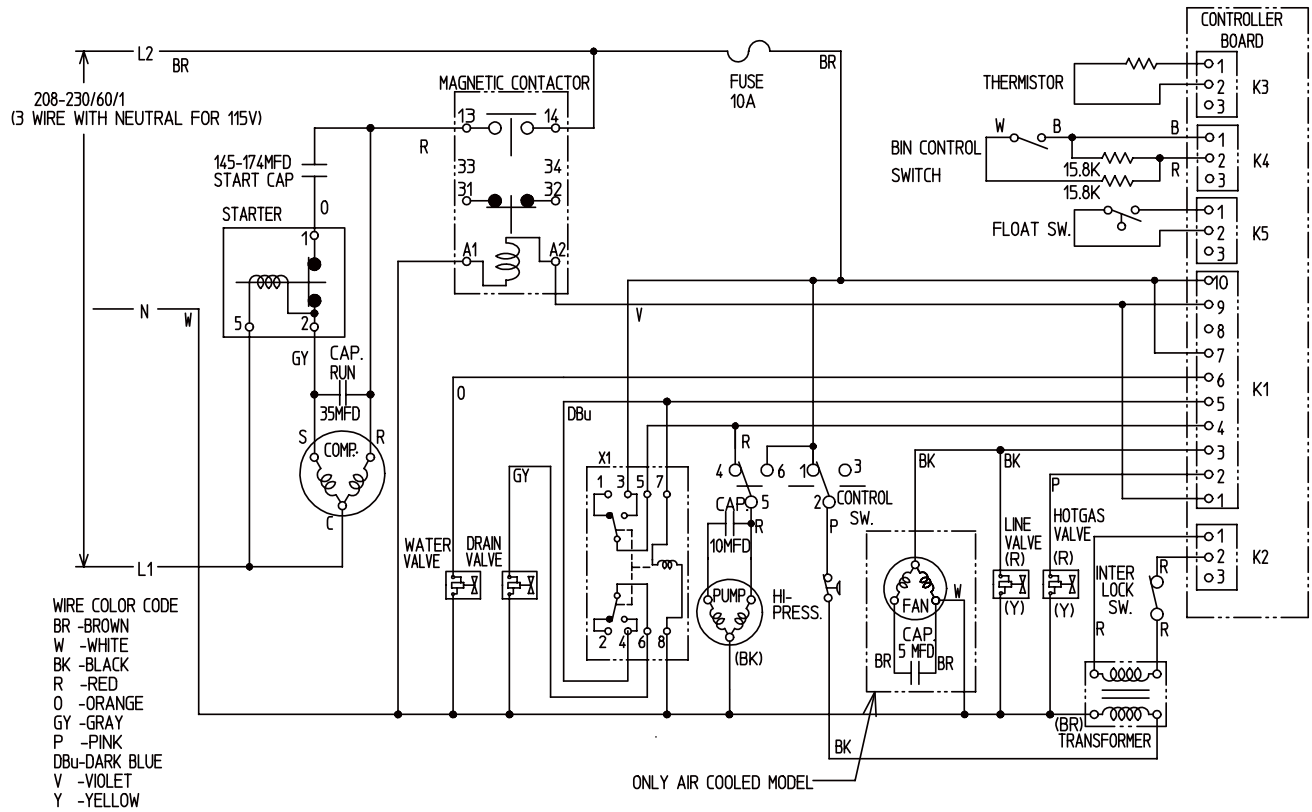 CONTROLLER
BOARD
L2
BR
208-230/60/1
(3 WIRE WITH NEUTRAL FOR 115V)
MAGNETIC CONTACTOR
13
14
R
33
34
31
32
A1
A2
FUSE
10A
BR
THERMISTOR
1
2
3
K3
BIN CONTROL
SWITCH
W
B
B
15.8K
15.8K
R
1
2
3
K4
FLOAT SW.
1
2
3
K5
145-174MFD
START CAP
O
STARTER
1
5
2
N
W
GY
CAP.
RUN
35MFD
S
R
COMP.
C
L1
V
10
9
8
7
6
5
4
3
2
1
K1
O
DBu
GY
X1
1
3
5
7
2
4
6
8
R
4
6
1
3
5
2
CONTROL
SW.
CAP.
10MFD
R
P
PUMP
(BK)
HI-
PRESS.
WATER
VALVE
DRAIN
VALVE
BK
BK
P
FAN
W
CAP.
5 MFD
BR
BR
LINE
VALVE
(R)
(Y)
HOTGAS
VALVE
(R)
(Y)
1
2
3
K2
INTER
LOCK
SW.
R
R
R
(BR)
TRANSFORMER
BK
ONLY AIR COOLED MODEL
WIRE COLOR CODE
BR -BROWN
W -WHITE
BK -BLACK
R -RED
O -ORANGE
GY -GRAY
P -PINK
DBu-DARK BLUE
V -VIOLET
Y -YELLOW